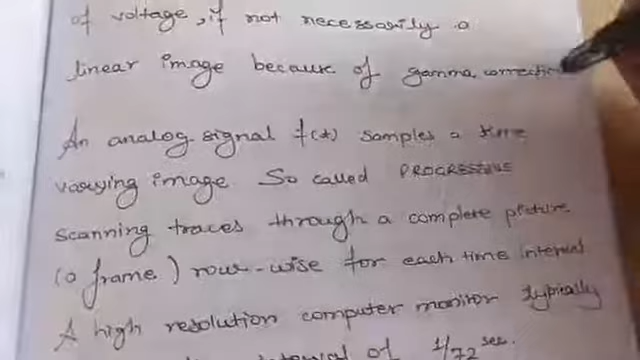 of voltage, if not necessarily a
linear image because of gamma correction
An analog signal f(t) samples a time
varying image. So called PROGRESSIVE
scanning traces through a complete picture
(a frame) row-wise for each time interval
A high resolution computer monitor typically
interval of 1/72 sec.